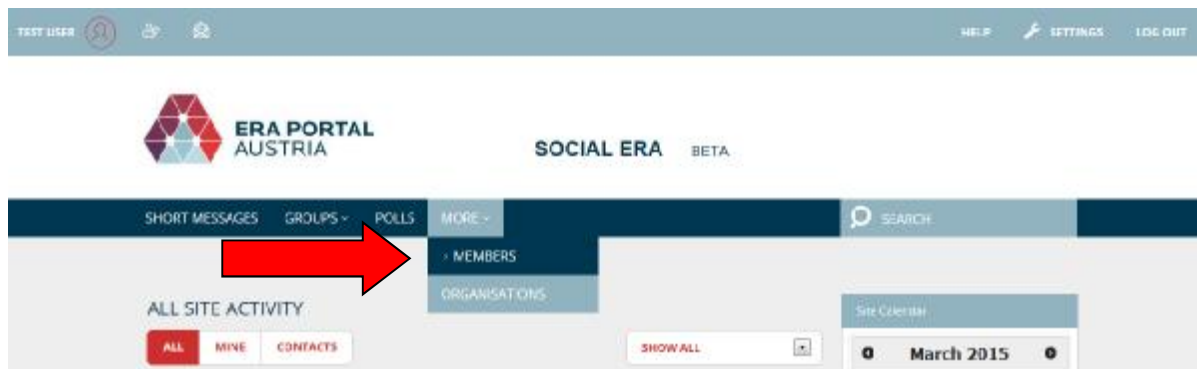 TEST USER HELP SETTINGS LOG OUT
ERA PORTAL
AUSTRIA
SOCIAL ERA BETA
SHORT MESSAGES GROUPS POLLS MORE SEARCH
› MEMBERS
ORGANISATIONS
ALL SITE ACTIVITY
Site Calendar
ALL MINE CONTACTS SHOW ALL March 2015